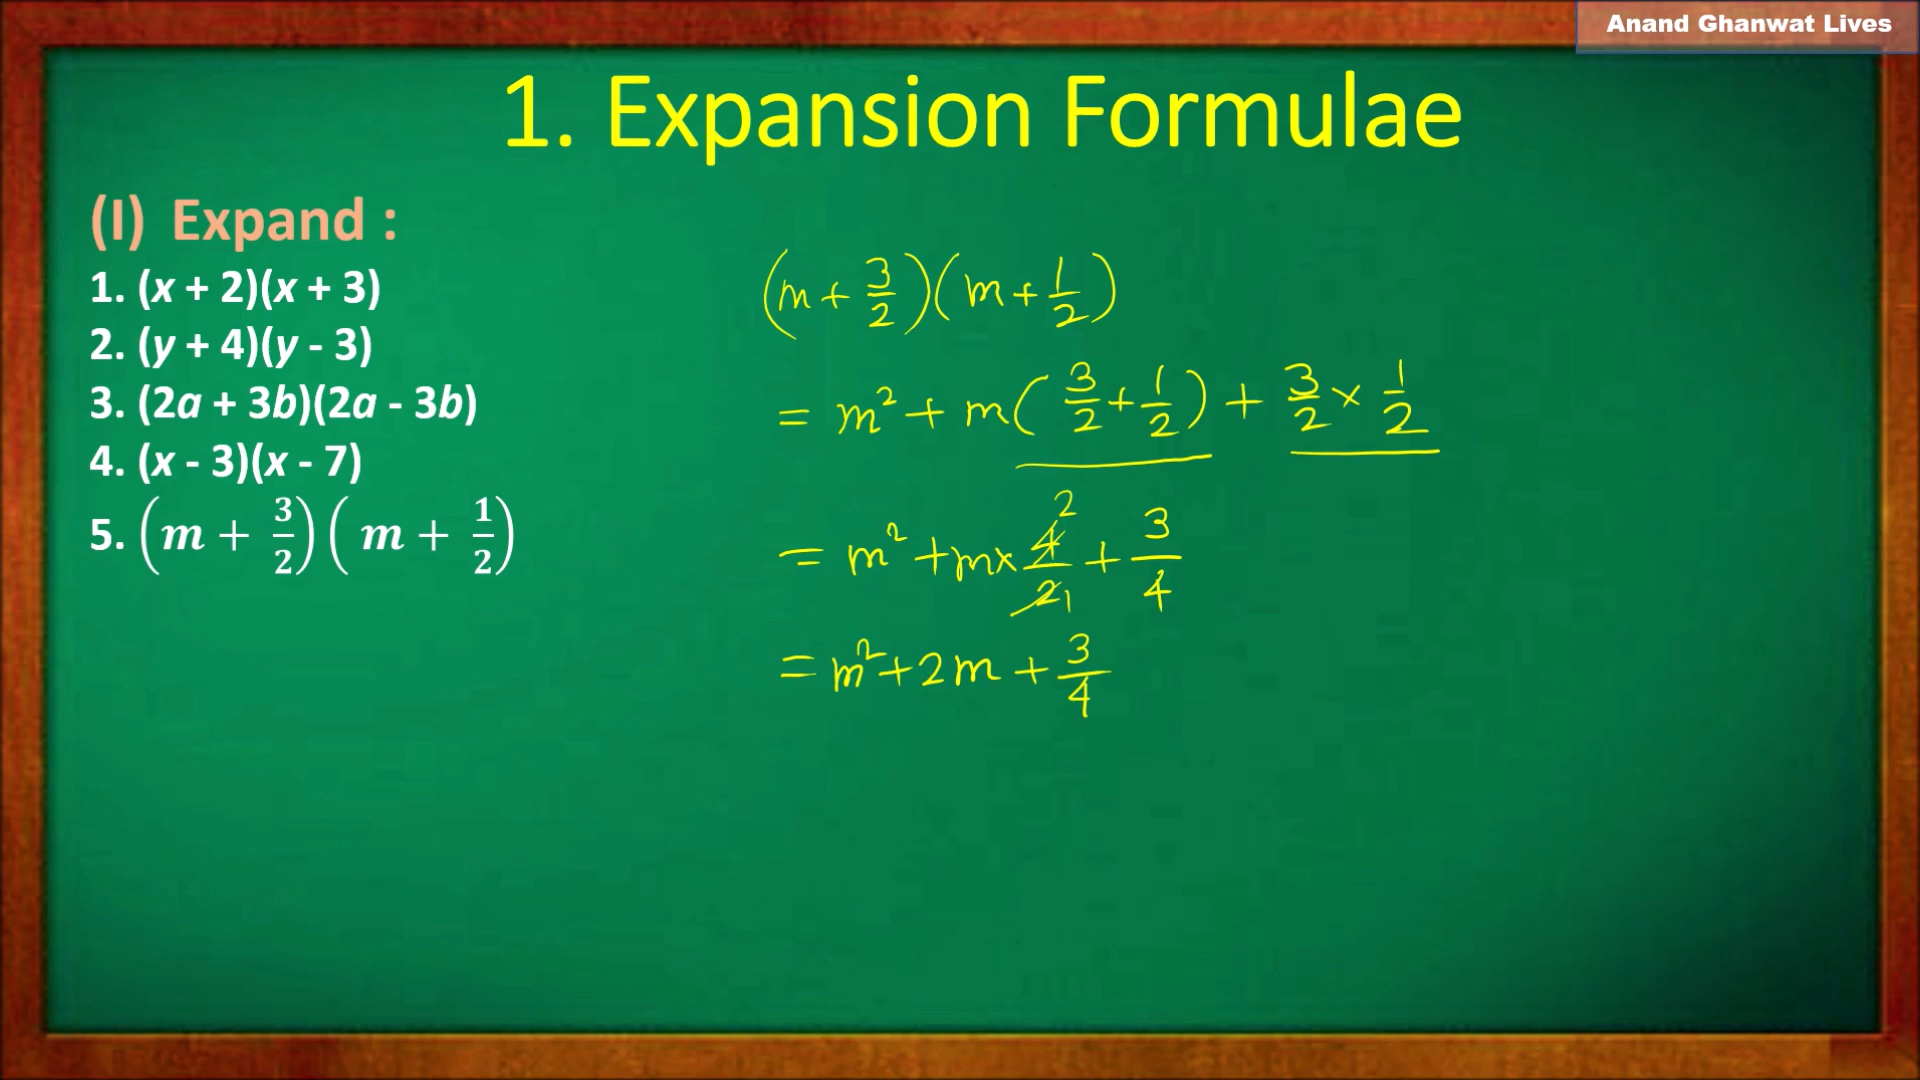 Anand Ghanwat Lives
1. Expansion Formulae
(I) Expand :
1. (x + 2)(x + 3)
2. (y + 4)(y - 3)
3. (2a + 3b)(2a - 3b)
4. (x - 3)(x - 7)
5. (m + 3/2)( m + 1/2)
(m + 3/2)(m + 1/2)
= m² + m(3/2 + 1/2) + 3/2 × 1/2
= m² + m × 4/2 2/1 + 3/4
= m² + 2m + 3/4